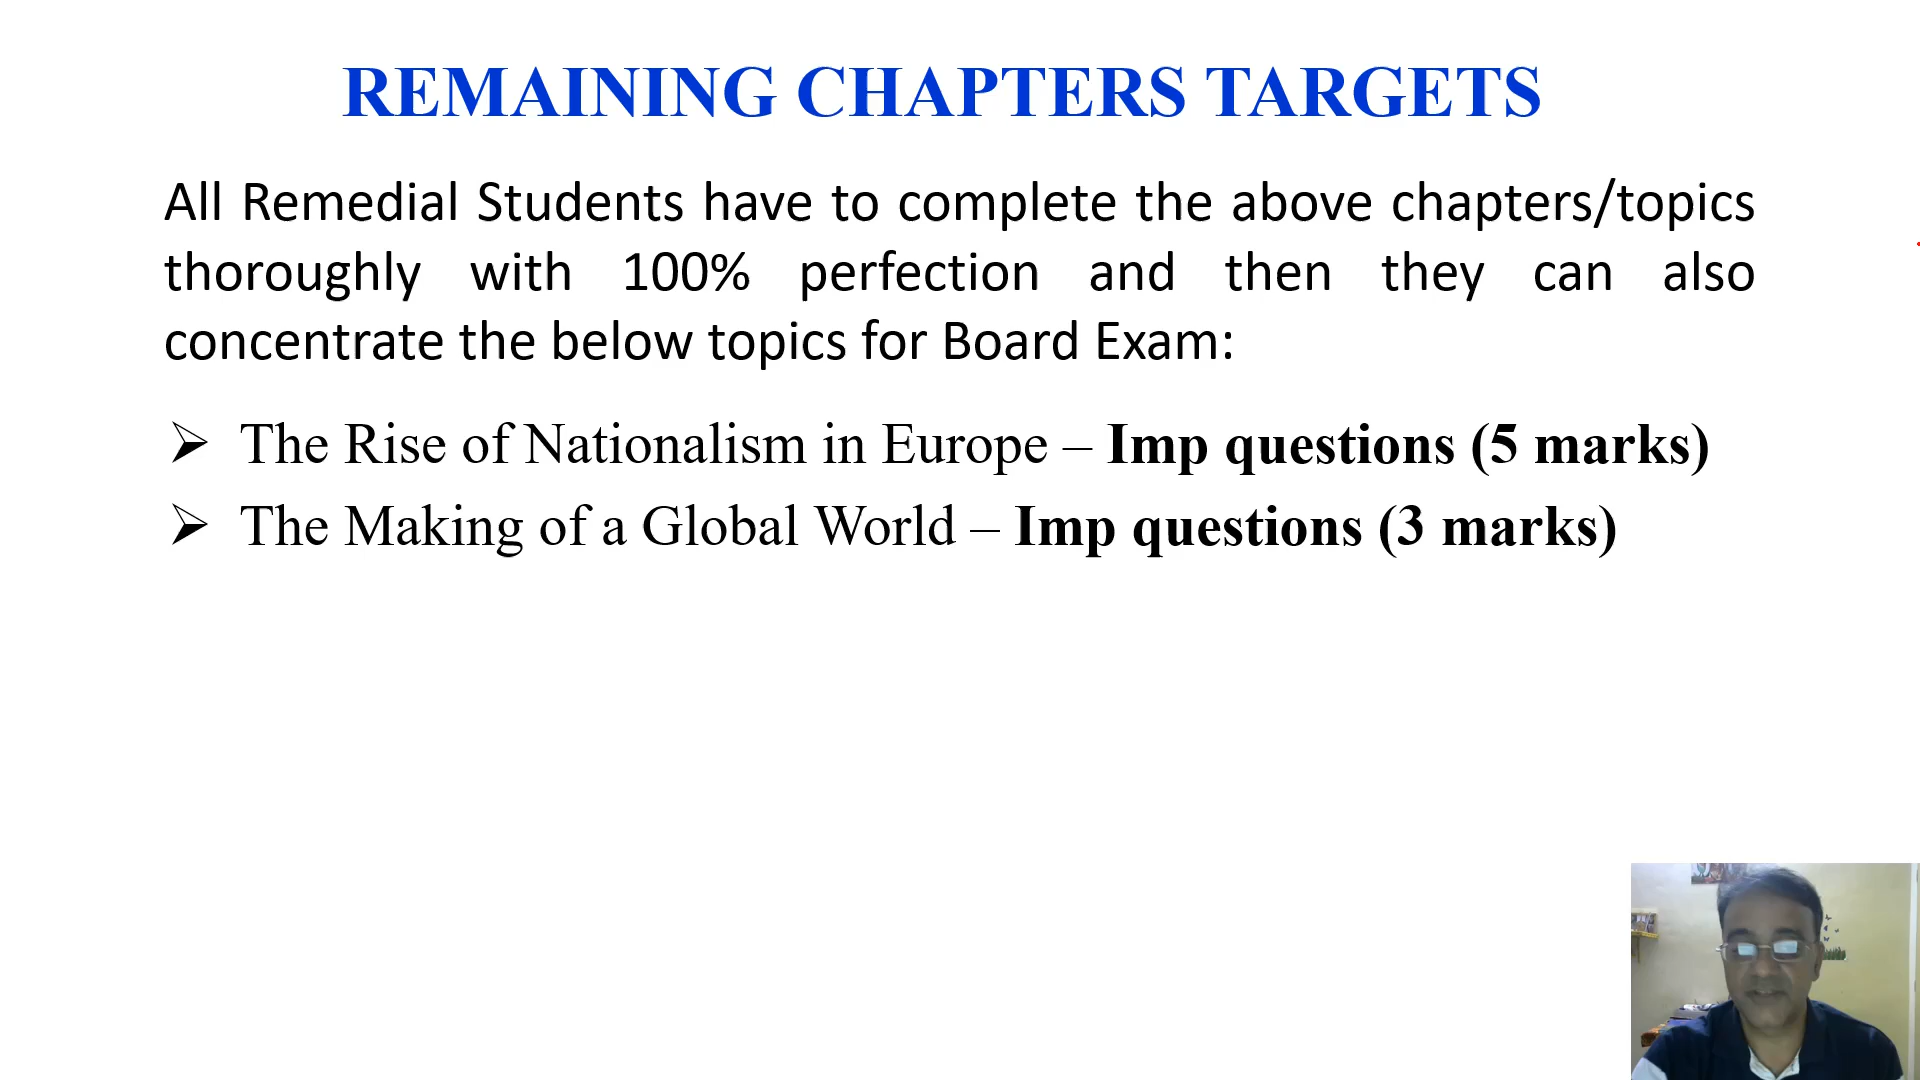 REMAINING CHAPTERS TARGETS
All Remedial Students have to complete the above chapters/topics
thoroughly with 100% perfection and then they can also
concentrate the below topics for Board Exam:
➢ The Rise of Nationalism in Europe – Imp questions (5 marks)
➢ The Making of a Global World – Imp questions (3 marks)